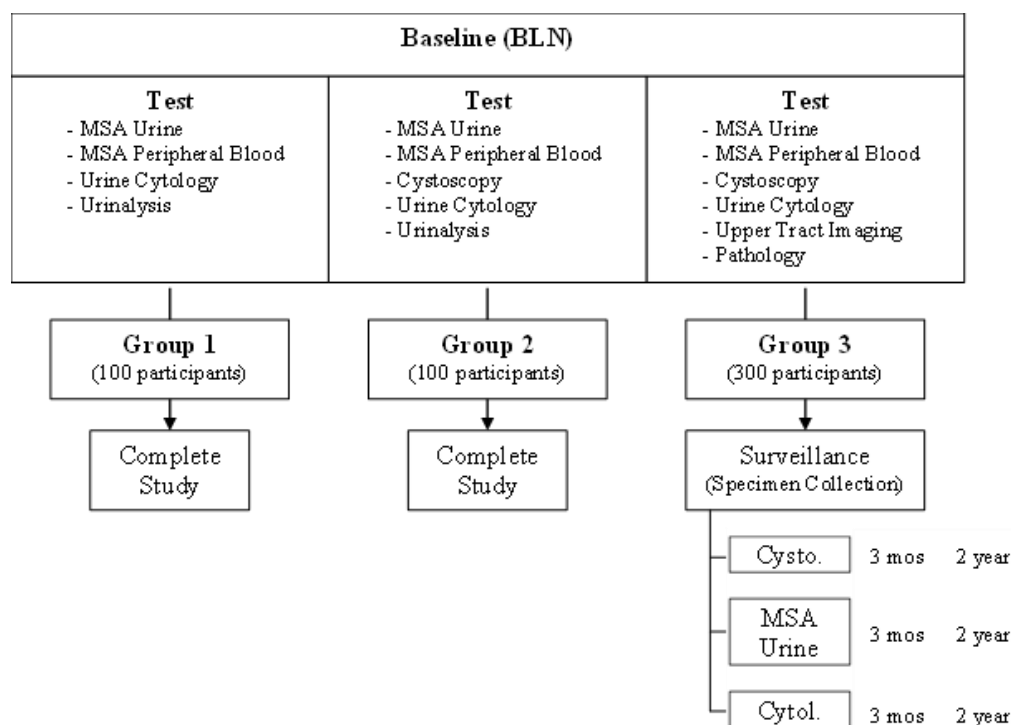 Baseline (BLN)
Test
- MSA Urine
- MSA Peripheral Blood
- Urine Cytology
- Urinalysis
Test
- MSA Urine
- MSA Peripheral Blood
- Cystoscopy
- Urine Cytology
- Urinalysis
Test
- MSA Urine
- MSA Peripheral Blood
- Cystoscopy
- Urine Cytology
- Upper Tract Imaging
- Pathology
Group 1
(100 participants)
Group 2
(100 participants)
Group 3
(300 participants)
Complete
Study
Complete
Study
Surveillance
(Specimen Collection)
Cysto. 3 mos 2 year
MSA
Urine
3 mos 2 year
Cytol. 3 mos 2 year